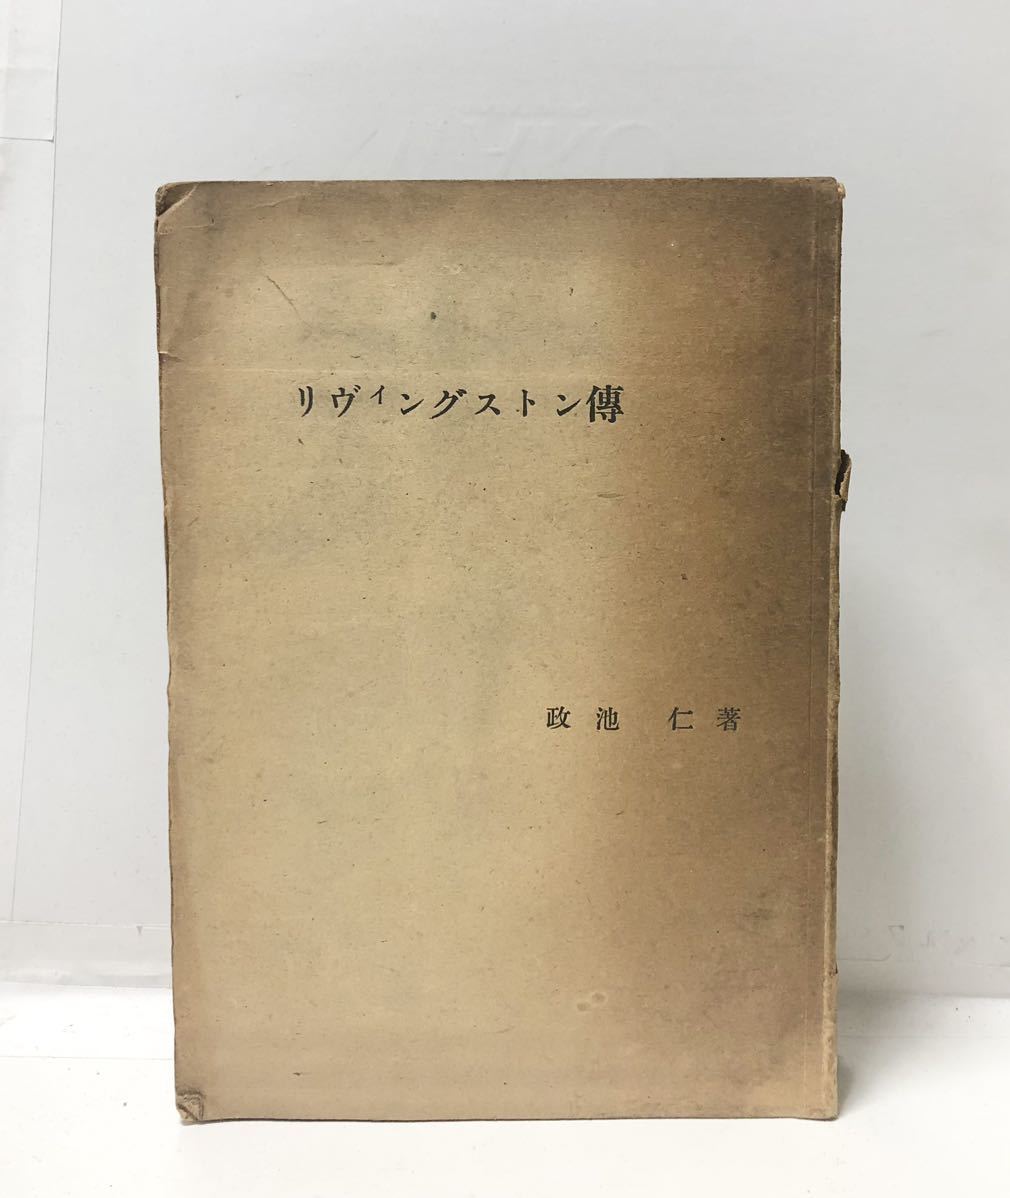 リヴィングストン傳
政池 仁 著